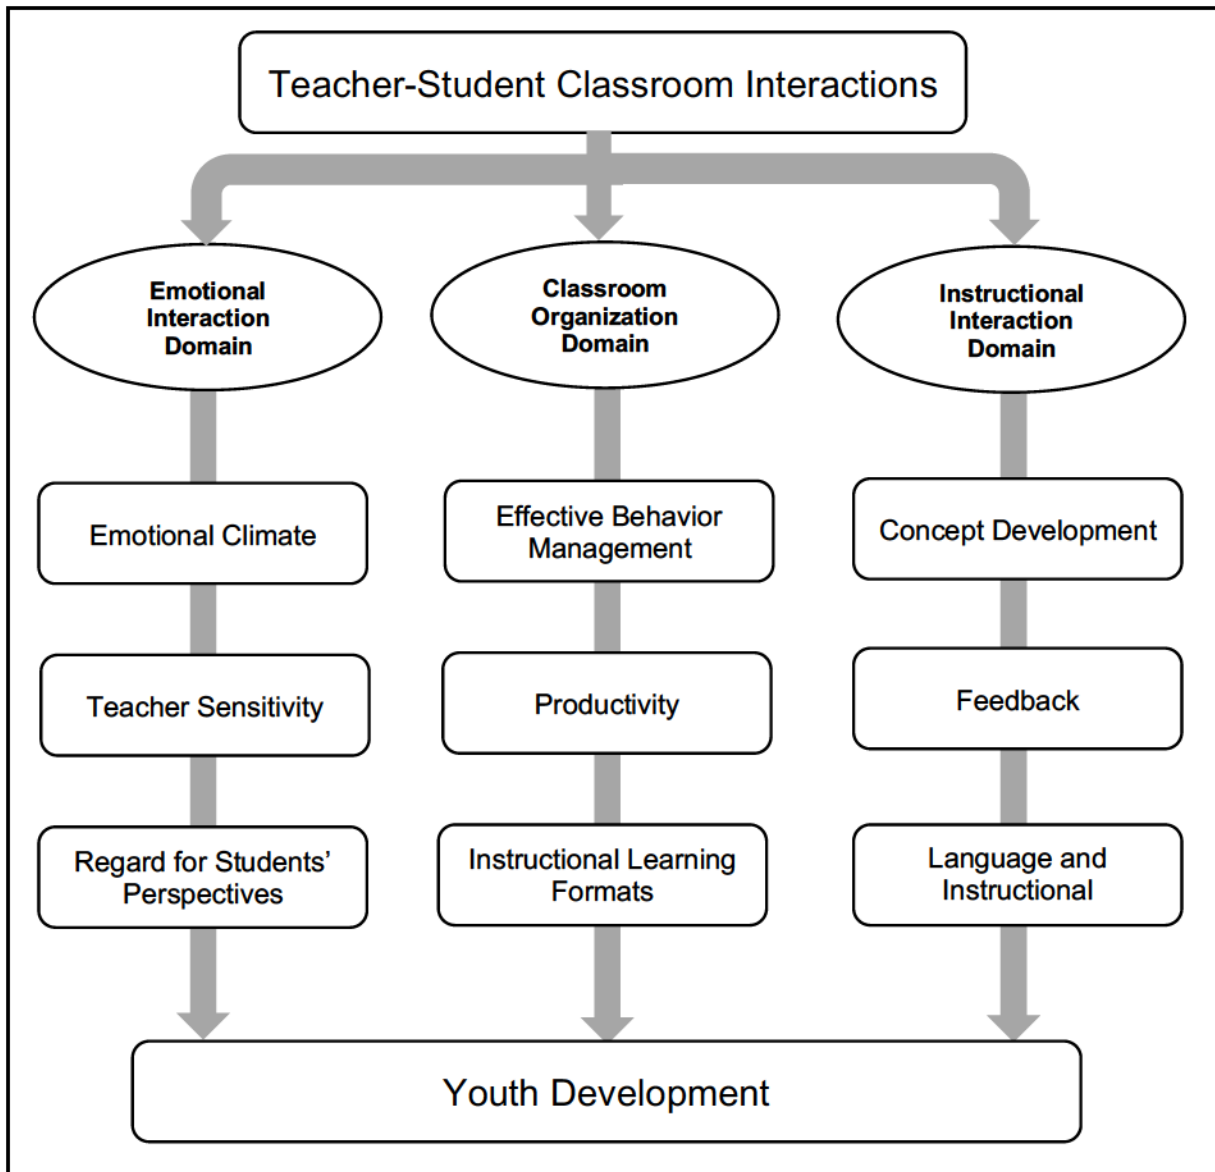 Teacher-Student Classroom Interactions
Emotional
Interaction
Domain
Classroom
Organization
Domain
Instructional
Interaction
Domain
Emotional Climate
Effective Behavior
Management
Concept Development
Teacher Sensitivity
Productivity
Feedback
Regard for Students’
Perspectives
Instructional Learning
Formats
Language and
Instructional
Youth Development